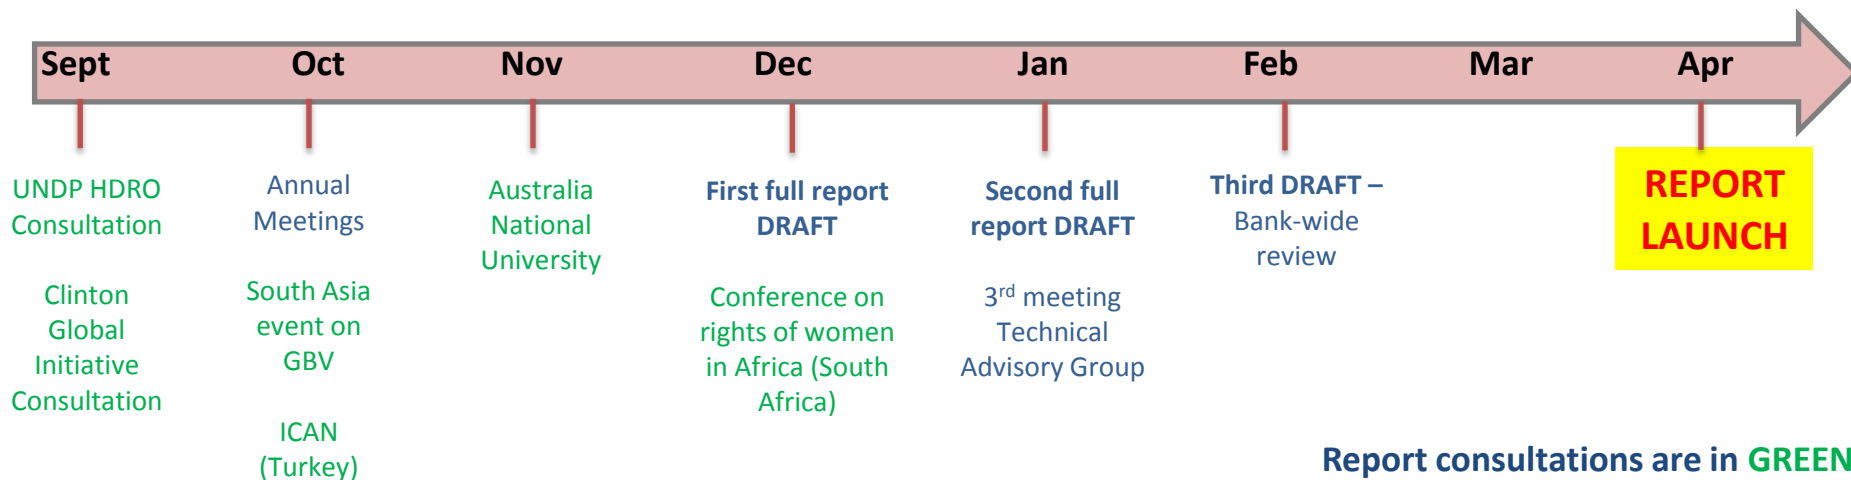 Sept Oct Nov Dec Jan Feb Mar Apr
UNDP HDRO
Consultation
Clinton
Global
Initiative
Consultation
Annual
Meetings
South Asia
event on
GBV
ICAN
(Turkey)
Australia
National
University
First full report
DRAFT
Conference on
rights of women
in Africa (South
Africa)
Second full
report DRAFT
3rd meeting
Technical
Advisory Group
Third DRAFT –
Bank-wide
review
REPORT
LAUNCH
Report consultations are in GREEN